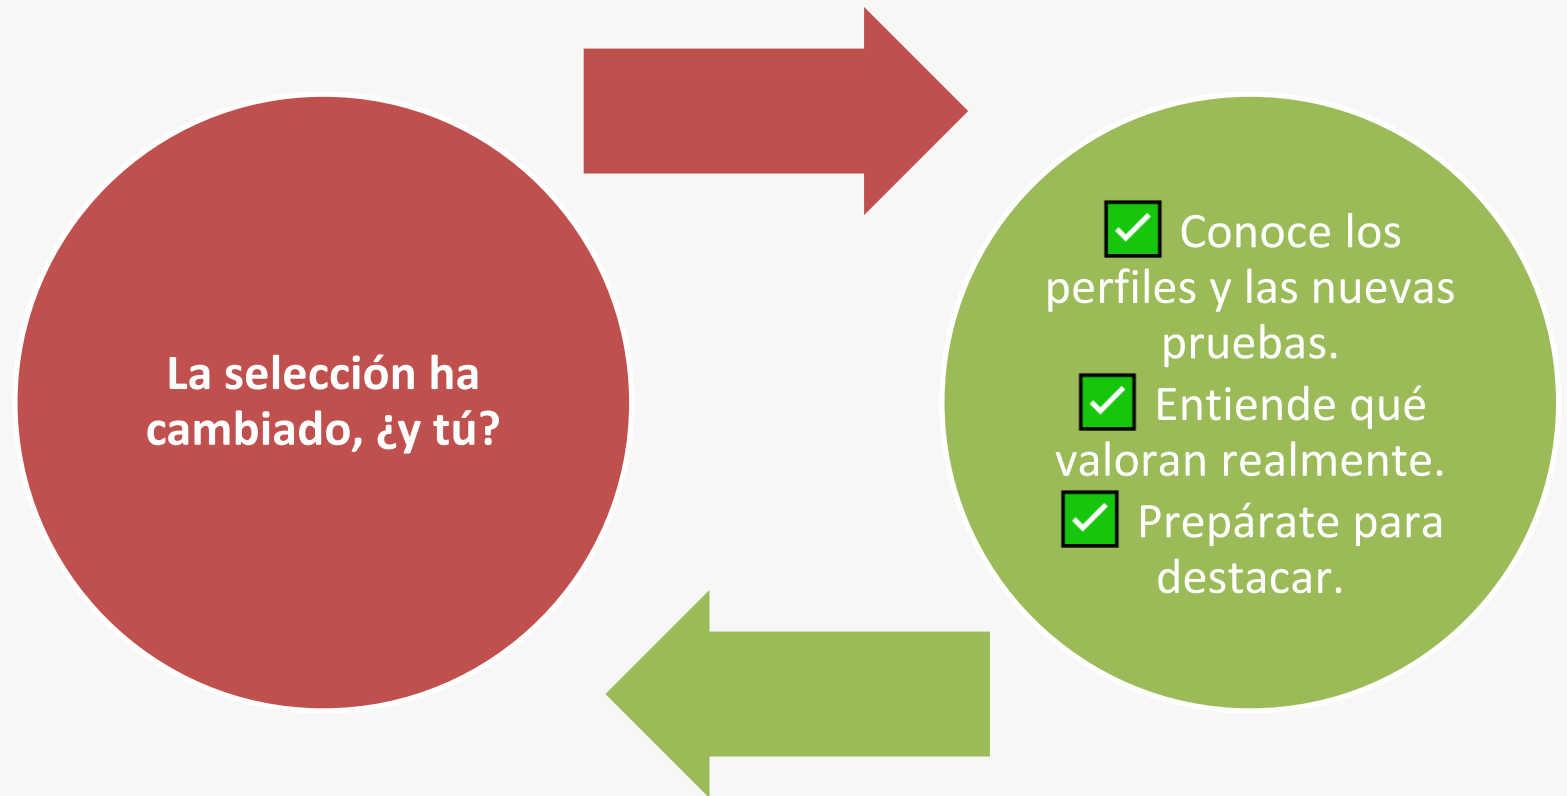 La selección ha
cambiado, ¿y tú?
✅ Conoce los
perfiles y las nuevas
pruebas.
✅ Entiende qué
valoran realmente.
✅ Prepárate para
destacar.